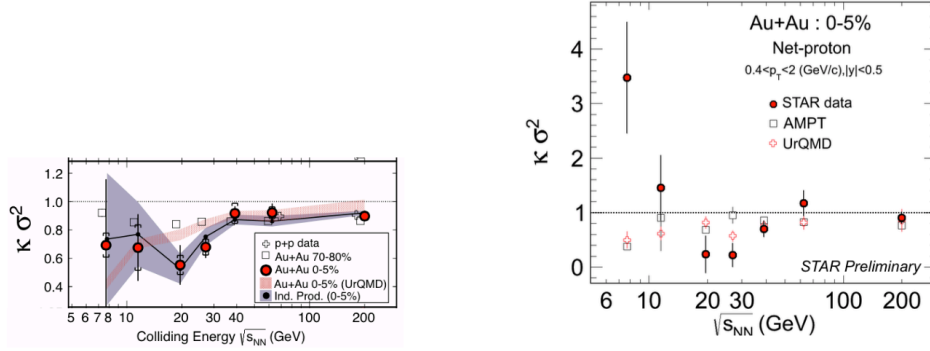 κ σ²
1.2
1.0
0.8
0.6
0.4
p+p data
Au+Au 70-80%
Au+Au 0-5%
Au+Au 0-5% (UrQMD)
Ind. Prod. (0-5%)
5 6 7 8 10 20 30 40 50 100 200
Colliding Energy √sNN (GeV)
κ σ²
4
3
2
1
0
Au+Au : 0-5%
Net-proton
0.4<pT<2 (GeV/c),|y|<0.5
STAR data
AMPT
UrQMD
STAR Preliminary
6 10 20 30 100 200
√sNN (GeV)